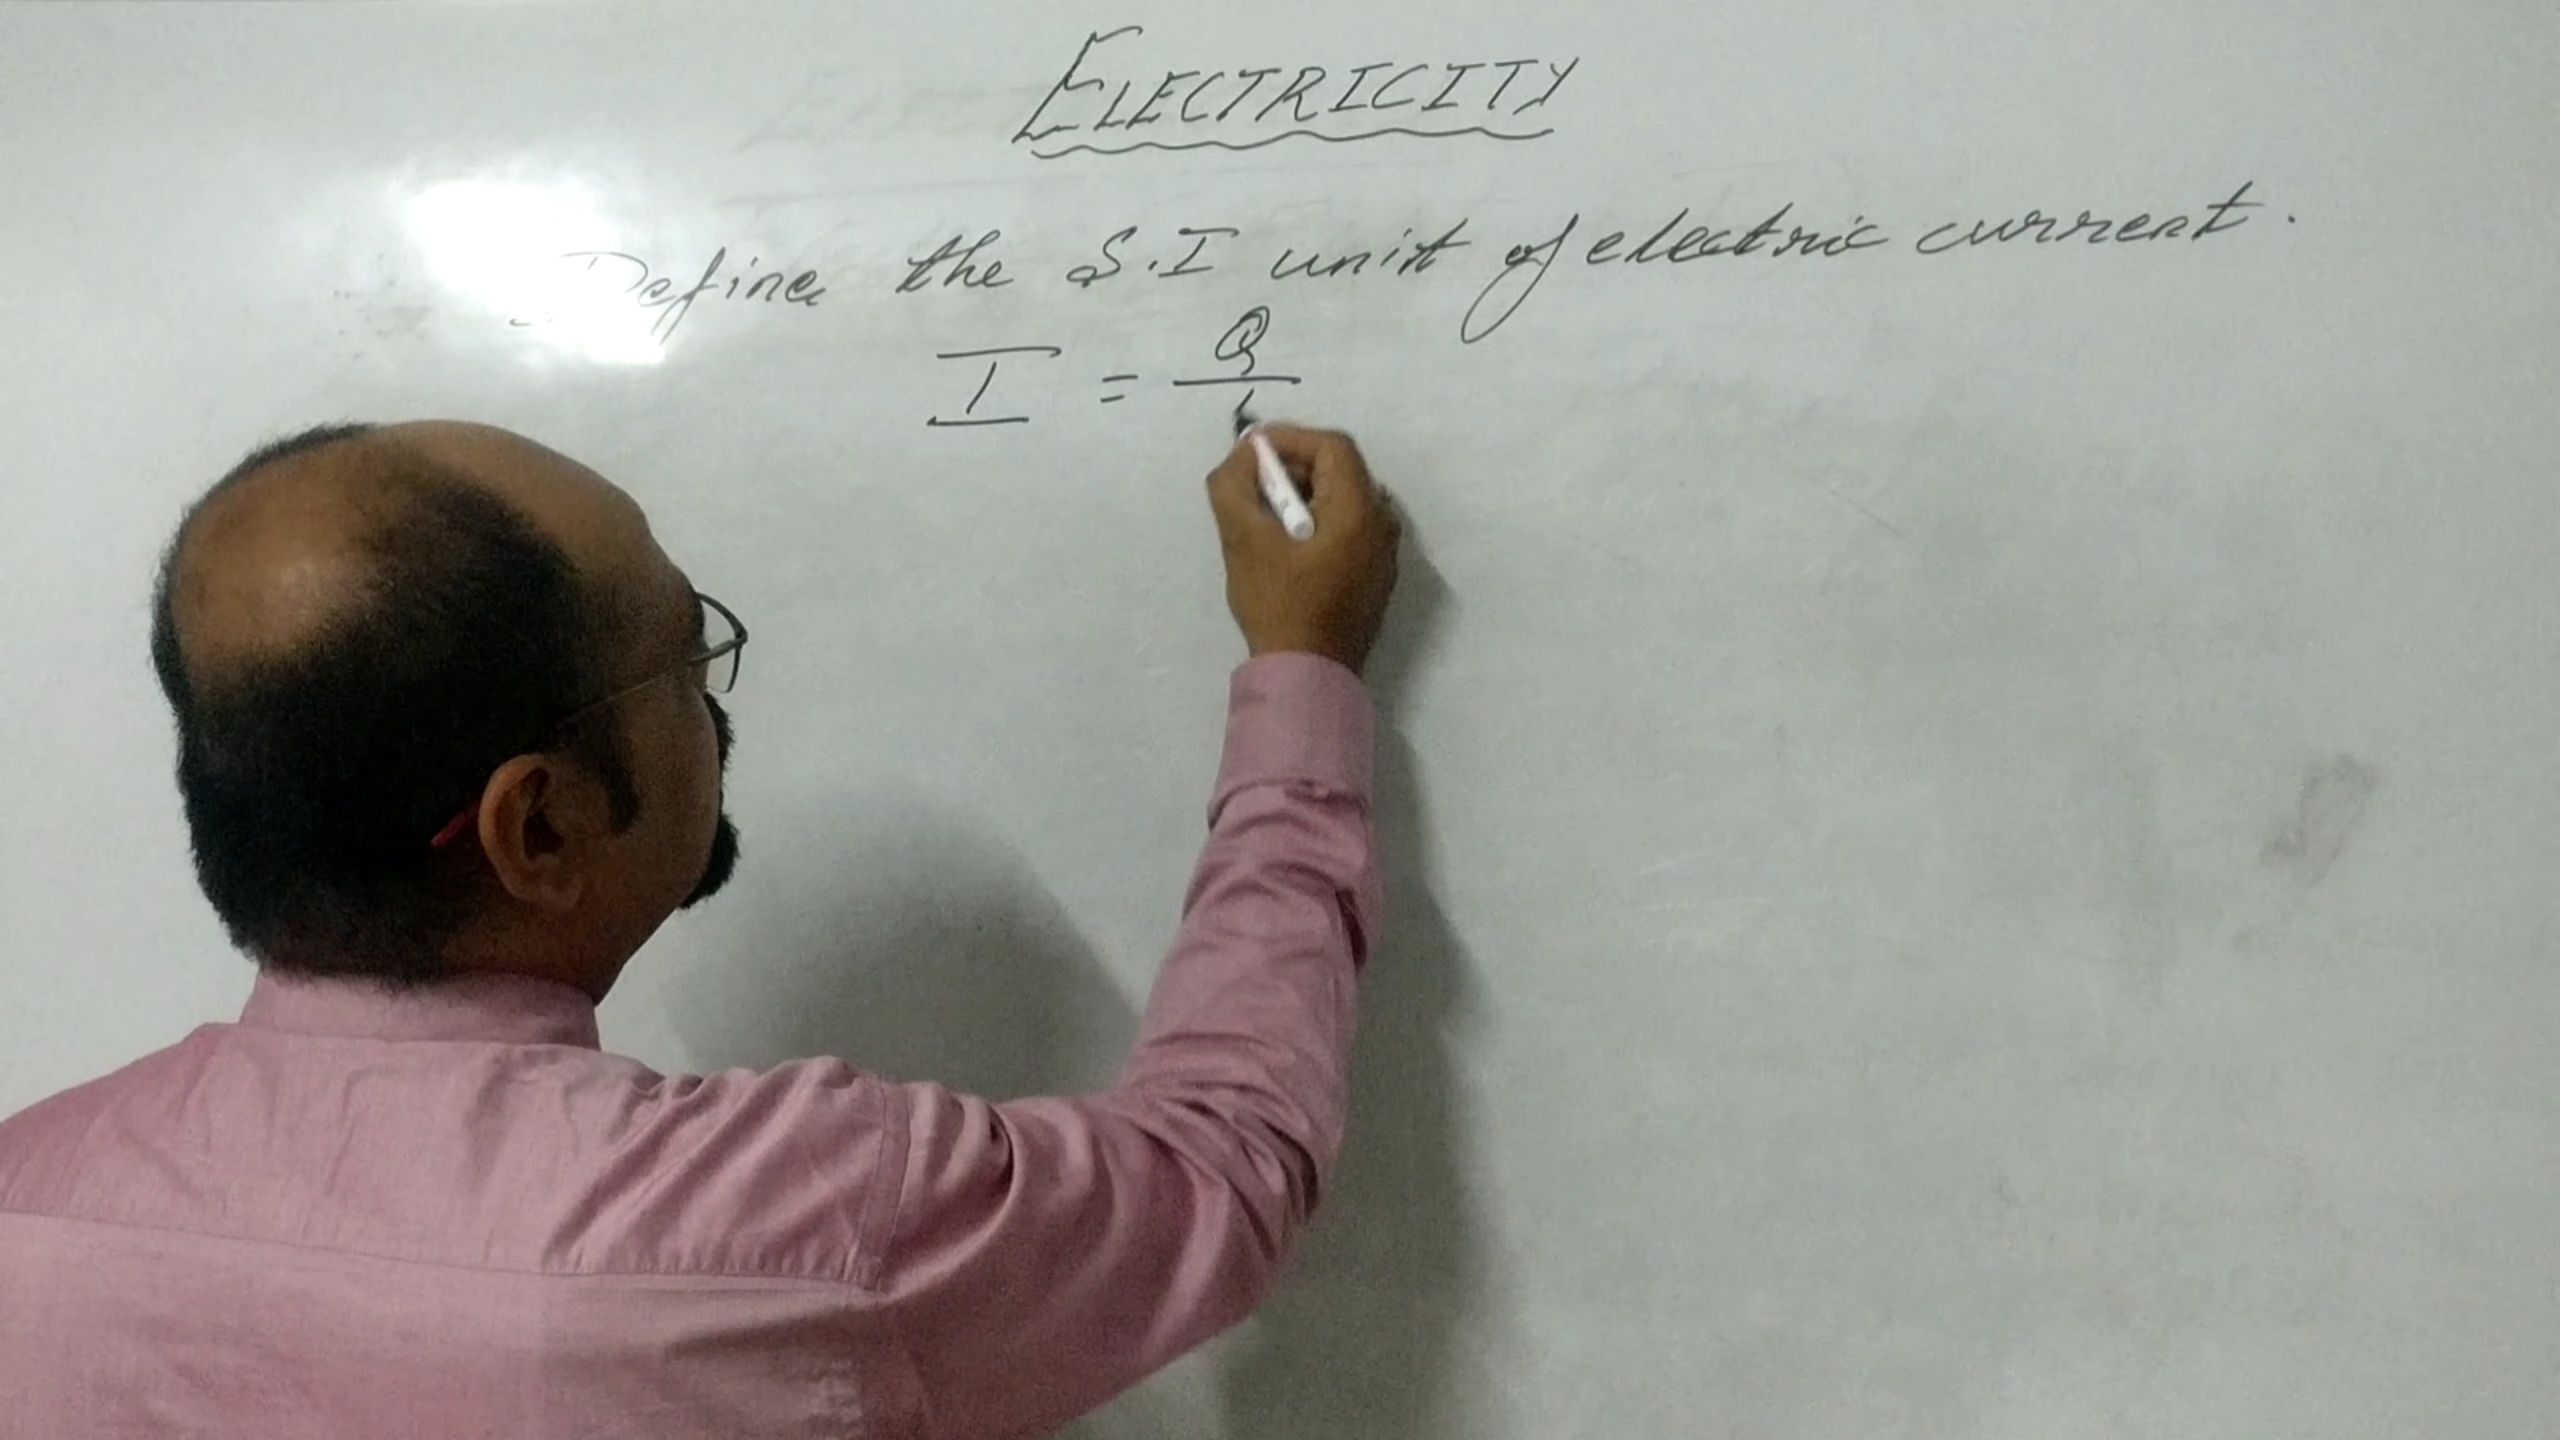 ELECTRICITY
Define the S.I unit of electric current.
I = Q